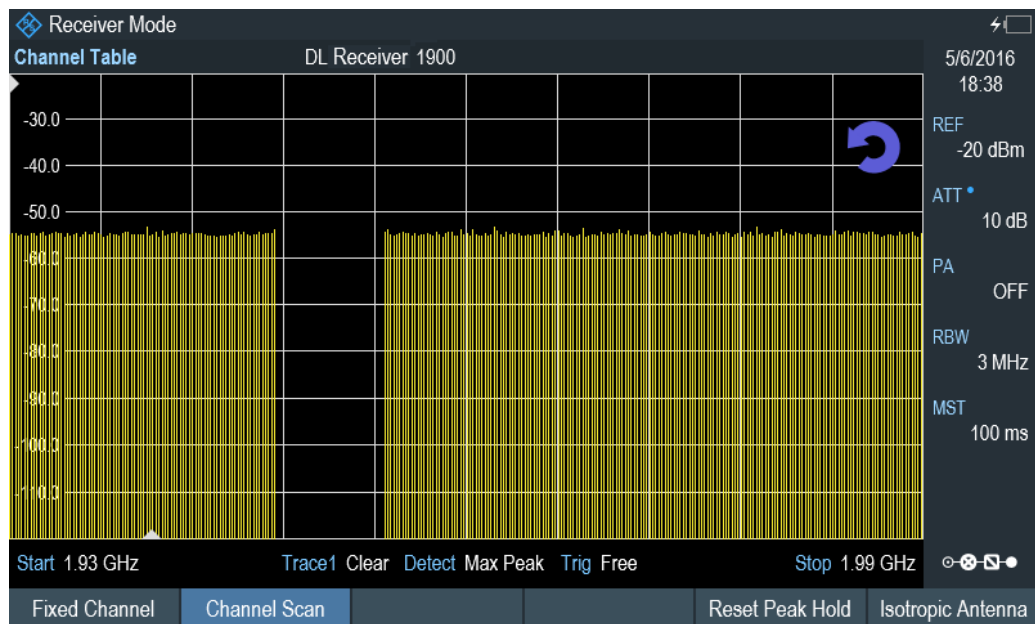 Receiver Mode
Channel Table DL Receiver 1900
5/6/2016
18:38
-30.0
-40.0
-50.0
-60.0
-70.0
-80.0
-90.0
-100.0
-110.0
REF
-20 dBm
ATT
10 dB
PA
OFF
RBW
3 MHz
MST
100 ms
Start 1.93 GHz Trace1 Clear Detect Max Peak Trig Free Stop 1.99 GHz
Fixed Channel Channel Scan Reset Peak Hold Isotropic Antenna